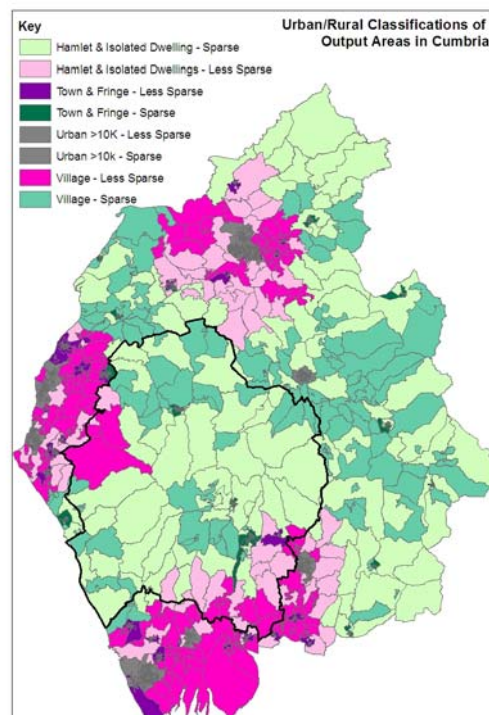 Urban/Rural Classifications of
Output Areas in Cumbria
Key
Hamlet & Isolated Dwelling - Sparse
Hamlet & Isolated Dwellings - Less Sparse
Town & Fringe - Less Sparse
Town & Fringe - Sparse
Urban >10K - Less Sparse
Urban >10k - Sparse
Village - Less Sparse
Village - Sparse